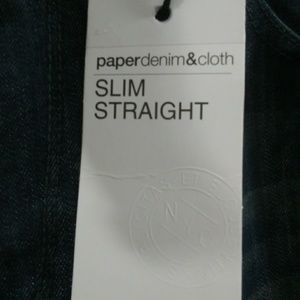 paperdenim&cloth
SLIM
STRAIGHT
N Y
C